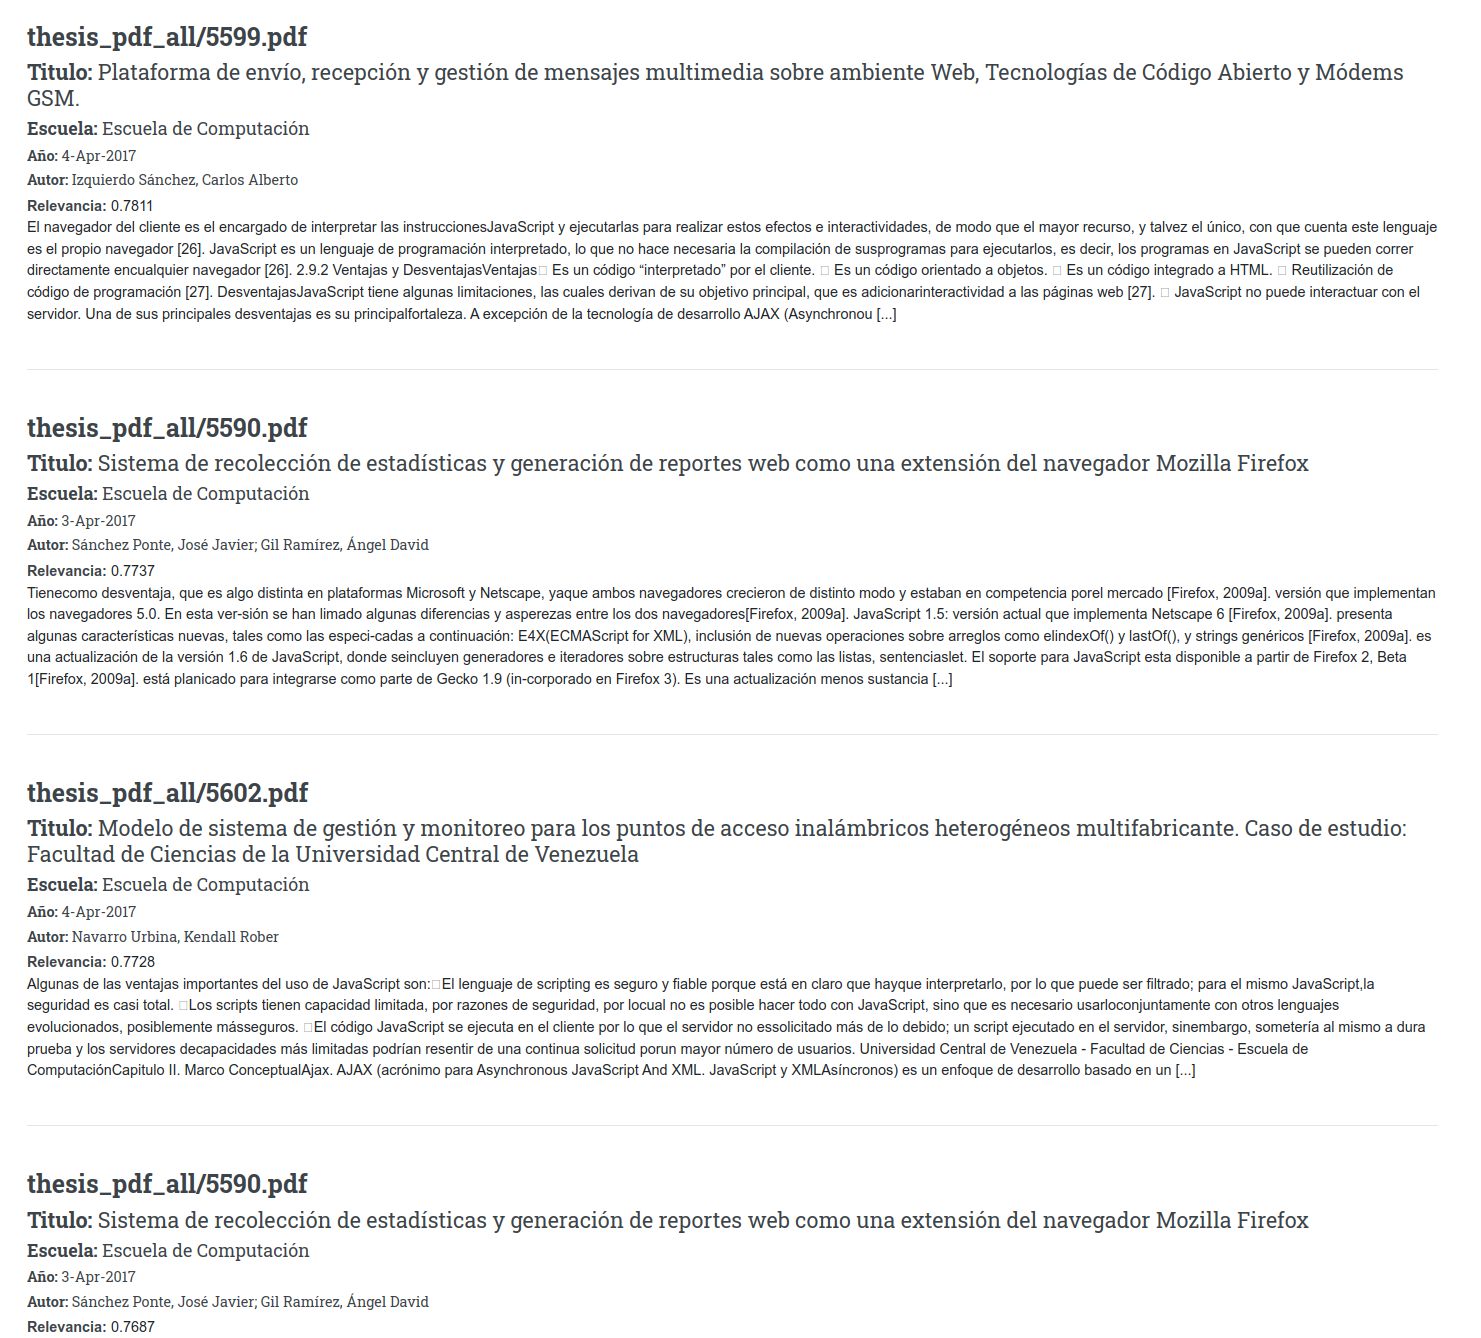 thesis_pdf_all/5599.pdf
Titulo: Plataforma de envío, recepción y gestión de mensajes multimedia sobre ambiente Web, Tecnologías de Código Abierto y Módems
GSM.
Escuela: Escuela de Computación
Año: 4-Apr-2017
Autor: Izquierdo Sánchez, Carlos Alberto
Relevancia: 0.7811
El navegador del cliente es el encargado de interpretar las instruccionesJavaScript y ejecutarlas para realizar estos efectos e interactividades, de modo que el mayor recurso, y talvez el único, con que cuenta este lenguaje
es el propio navegador [26]. JavaScript es un lenguaje de programación interpretado, lo que no hace necesaria la compilación de susprogramas para ejecutarlos, es decir, los programas en JavaScript se pueden correr
directamente encualquier navegador [26]. 2.9.2 Ventajas y DesventajasVentajas Es un código “interpretado” por el cliente.  Es un código orientado a objetos.  Es un código integrado a HTML.  Reutilización de
código de programación [27]. DesventajasJavaScript tiene algunas limitaciones, las cuales derivan de su objetivo principal, que es adicionarinteractividad a las páginas web [27].  JavaScript no puede interactuar con el
servidor. Una de sus principales desventajas es su principalfortaleza. A excepción de la tecnología de desarrollo AJAX (Asynchronou [...]
thesis_pdf_all/5590.pdf
Titulo: Sistema de recolección de estadísticas y generación de reportes web como una extensión del navegador Mozilla Firefox
Escuela: Escuela de Computación
Año: 3-Apr-2017
Autor: Sánchez Ponte, José Javier; Gil Ramírez, Ángel David
Relevancia: 0.7737
Tienecomo desventaja, que es algo distinta en plataformas Microsoft y Netscape, yaque ambos navegadores crecieron de distinto modo y estaban en competencia porel mercado [Firefox, 2009a]. versión que implementan
los navegadores 5.0. En esta ver-sión se han limado algunas diferencias y asperezas entre los dos navegadores[Firefox, 2009a]. JavaScript 1.5: versión actual que implementa Netscape 6 [Firefox, 2009a]. presenta
algunas características nuevas, tales como las especi-cadas a continuación: E4X(ECMAScript for XML), inclusión de nuevas operaciones sobre arreglos como elindexOf() y lastOf(), y strings genéricos [Firefox, 2009a]. es
una actualización de la versión 1.6 de JavaScript, donde seincluyen generadores e iteradores sobre estructuras tales como las listas, sentenciaslet. El soporte para JavaScript esta disponible a partir de Firefox 2, Beta
1[Firefox, 2009a]. está planicado para integrarse como parte de Gecko 1.9 (in-corporado en Firefox 3). Es una actualización menos sustancia [...]
thesis_pdf_all/5602.pdf
Titulo: Modelo de sistema de gestión y monitoreo para los puntos de acceso inalámbricos heterogéneos multifabricante. Caso de estudio:
Facultad de Ciencias de la Universidad Central de Venezuela
Escuela: Escuela de Computación
Año: 4-Apr-2017
Autor: Navarro Urbina, Kendall Rober
Relevancia: 0.7728
Algunas de las ventajas importantes del uso de JavaScript son:El lenguaje de scripting es seguro y fiable porque está en claro que hayque interpretarlo, por lo que puede ser filtrado; para el mismo JavaScript,la
seguridad es casi total. Los scripts tienen capacidad limitada, por razones de seguridad, por locual no es posible hacer todo con JavaScript, sino que es necesario usarloconjuntamente con otros lenguajes
evolucionados, posiblemente másseguros. El código JavaScript se ejecuta en el cliente por lo que el servidor no essolicitado más de lo debido; un script ejecutado en el servidor, sinembargo, sometería al mismo a dura
prueba y los servidores decapacidades más limitadas podrían resentir de una continua solicitud porun mayor número de usuarios. Universidad Central de Venezuela - Facultad de Ciencias - Escuela de
ComputaciónCapitulo II. Marco ConceptualAjax. AJAX (acrónimo para Asynchronous JavaScript And XML. JavaScript y XMLAsíncronos) es un enfoque de desarrollo basado en un [...]
thesis_pdf_all/5590.pdf
Titulo: Sistema de recolección de estadísticas y generación de reportes web como una extensión del navegador Mozilla Firefox
Escuela: Escuela de Computación
Año: 3-Apr-2017
Autor: Sánchez Ponte, José Javier; Gil Ramírez, Ángel David
Relevancia: 0.7687